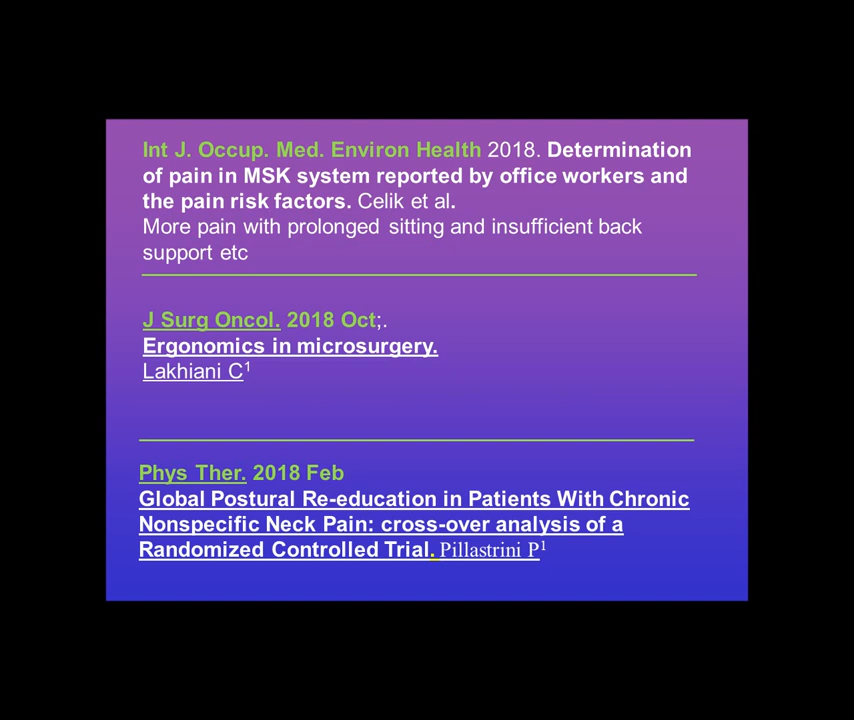 Int J. Occup. Med. Environ Health 2018. Determination
of pain in MSK system reported by office workers and
the pain risk factors. Celik et al.
More pain with prolonged sitting and insufficient back
support etc
J Surg Oncol. 2018 Oct;.
Ergonomics in microsurgery.
Lakhiani C1
Phys Ther. 2018 Feb
Global Postural Re-education in Patients With Chronic
Nonspecific Neck Pain: cross-over analysis of a
Randomized Controlled Trial. Pillastrini P1